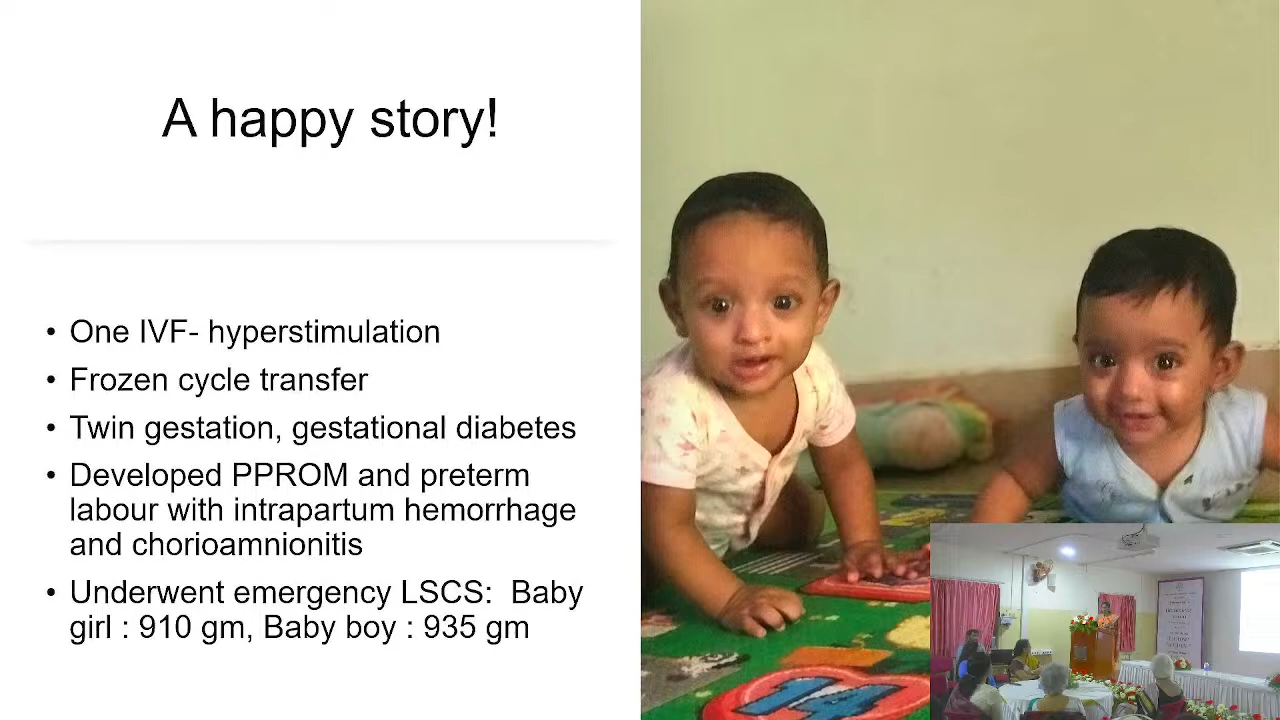 A happy story!
• One IVF- hyperstimulation
• Frozen cycle transfer
• Twin gestation, gestational diabetes
• Developed PPROM and preterm
labour with intrapartum hemorrhage
and chorioamnionitis
• Underwent emergency LSCS:  Baby
girl : 910 gm, Baby boy : 935 gm
14